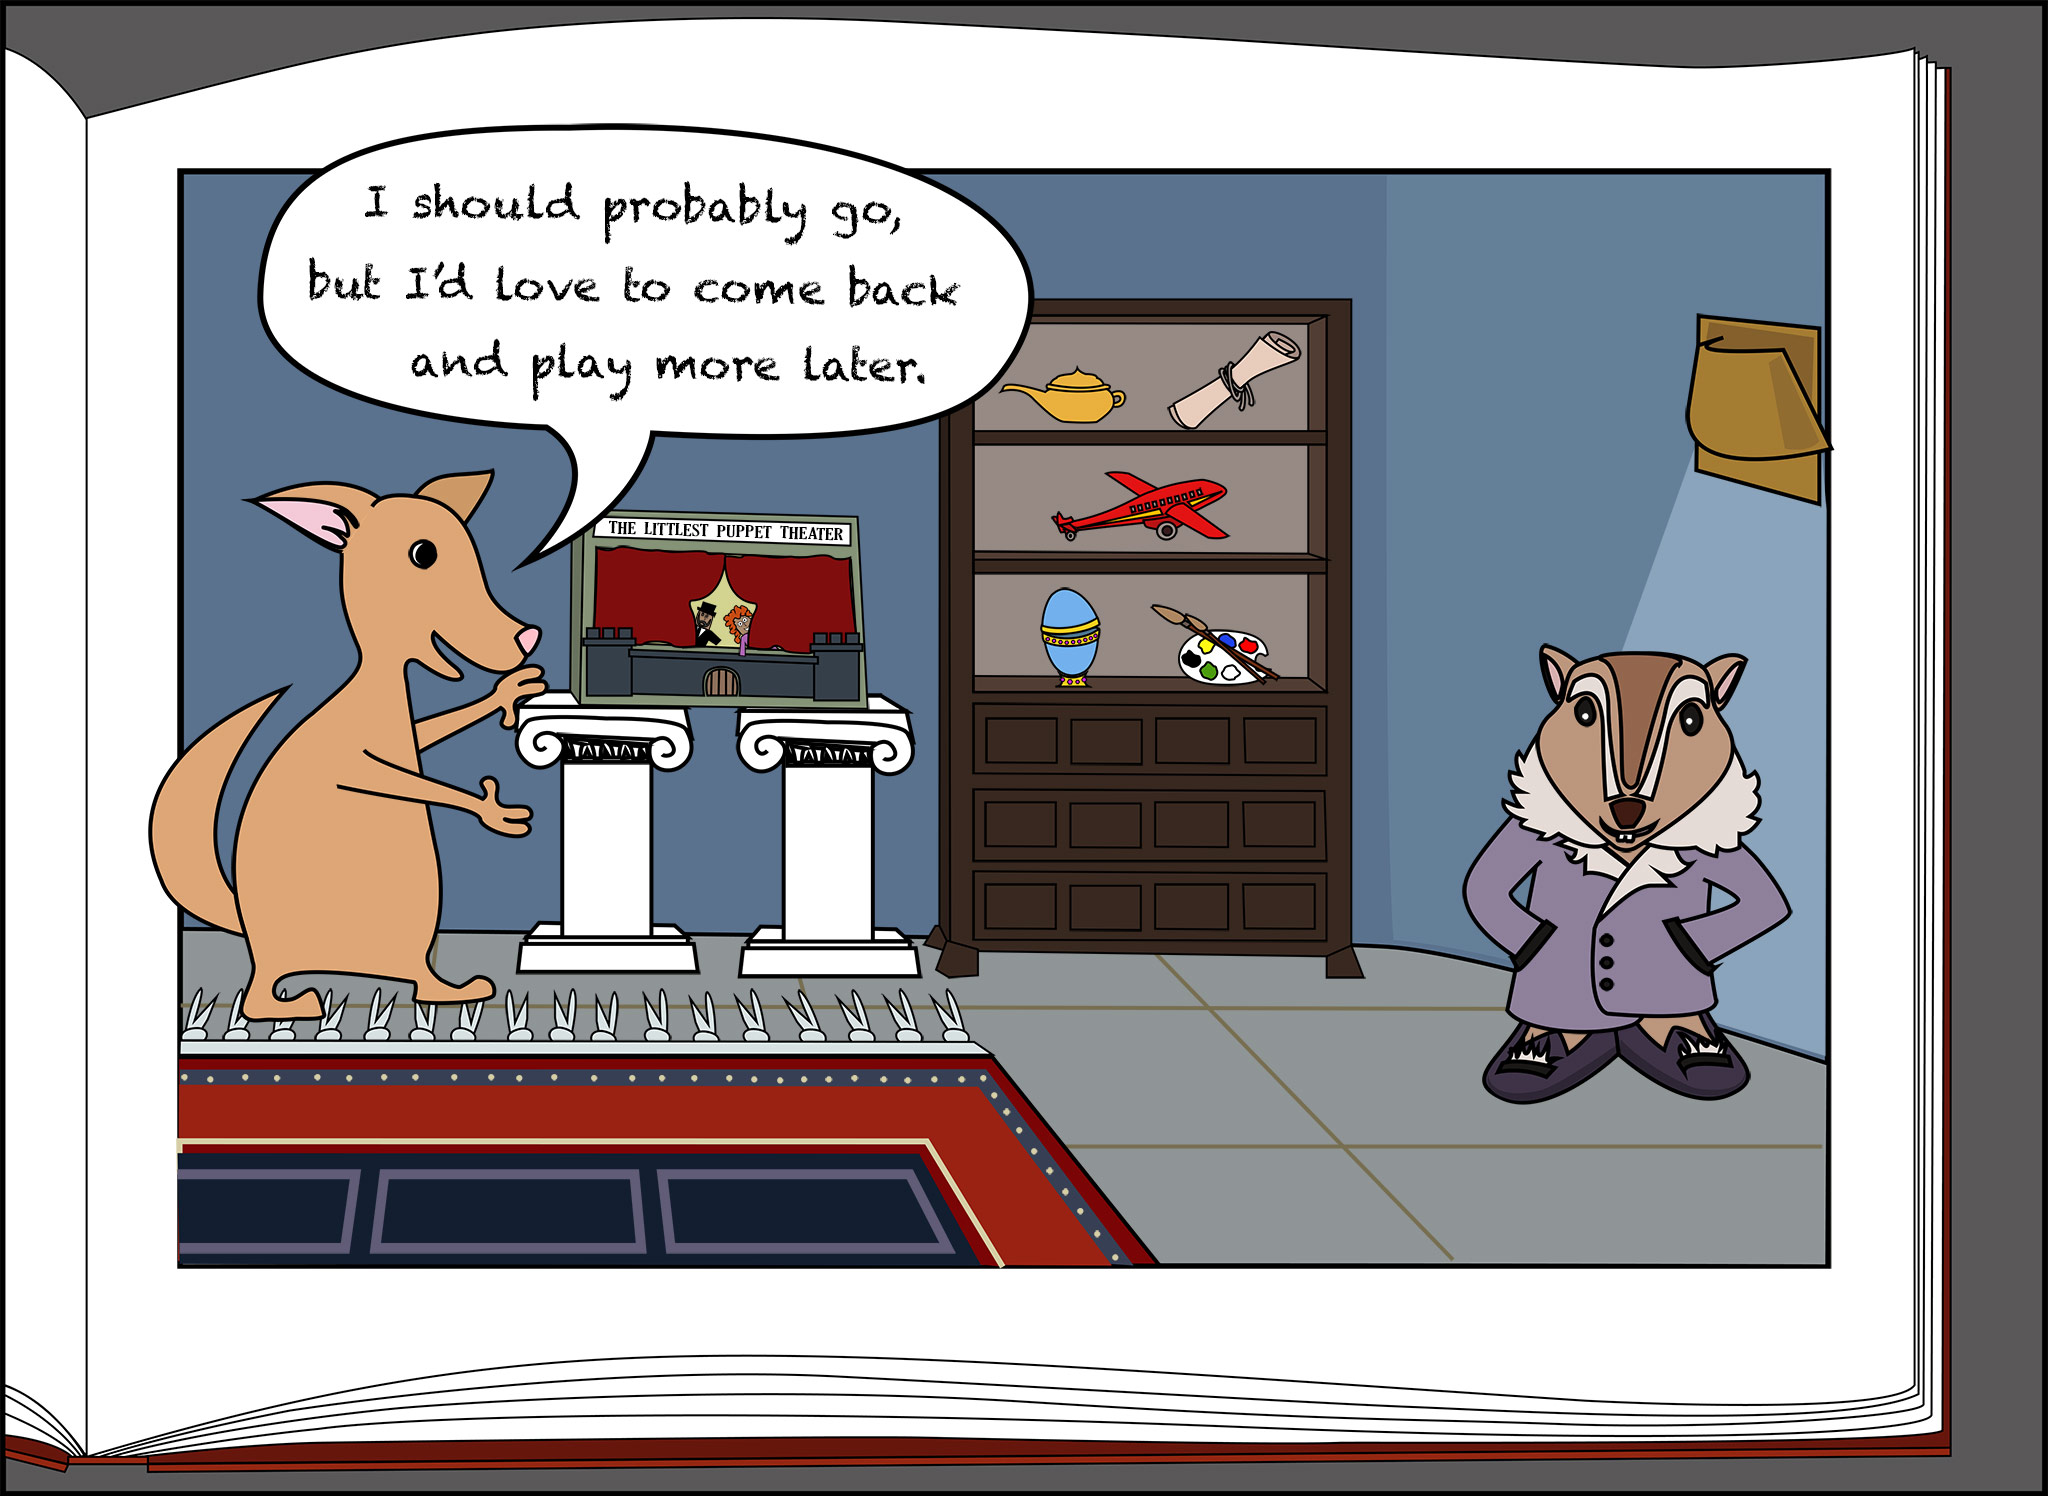 I should probably go,
but I'd love to come back
and play more later.
THE LITTLEST PUPPET THEATER